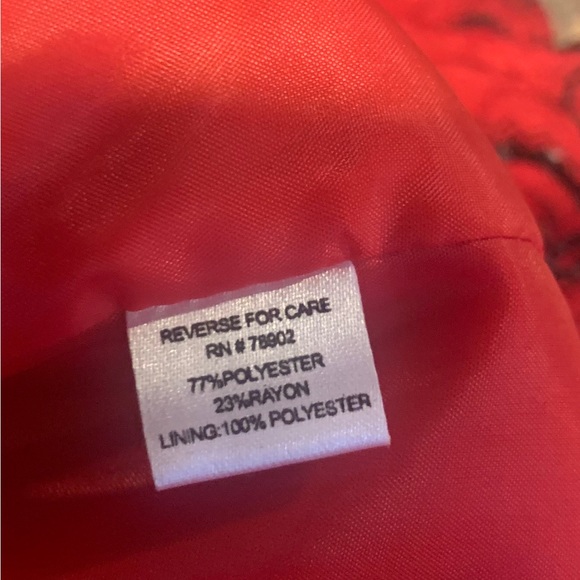 REVERSE FOR CARE
RN # 78902
77%POLYESTER
23%RAYON
LINING:100% POLYESTER